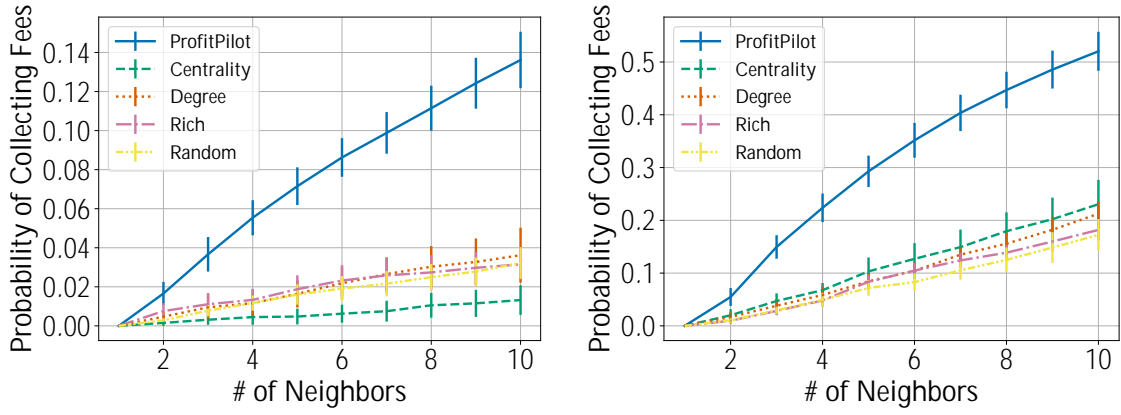 Probability of Collecting Fees
0.14
0.12
0.10
0.08
0.06
0.04
0.02
0.00
ProfitPilot
Centrality
Degree
Rich
Random
2 4 6 8 10
# of Neighbors
Probability of Collecting Fees
0.5
0.4
0.3
0.2
0.1
0.0
ProfitPilot
Centrality
Degree
Rich
Random
2 4 6 8 10
# of Neighbors